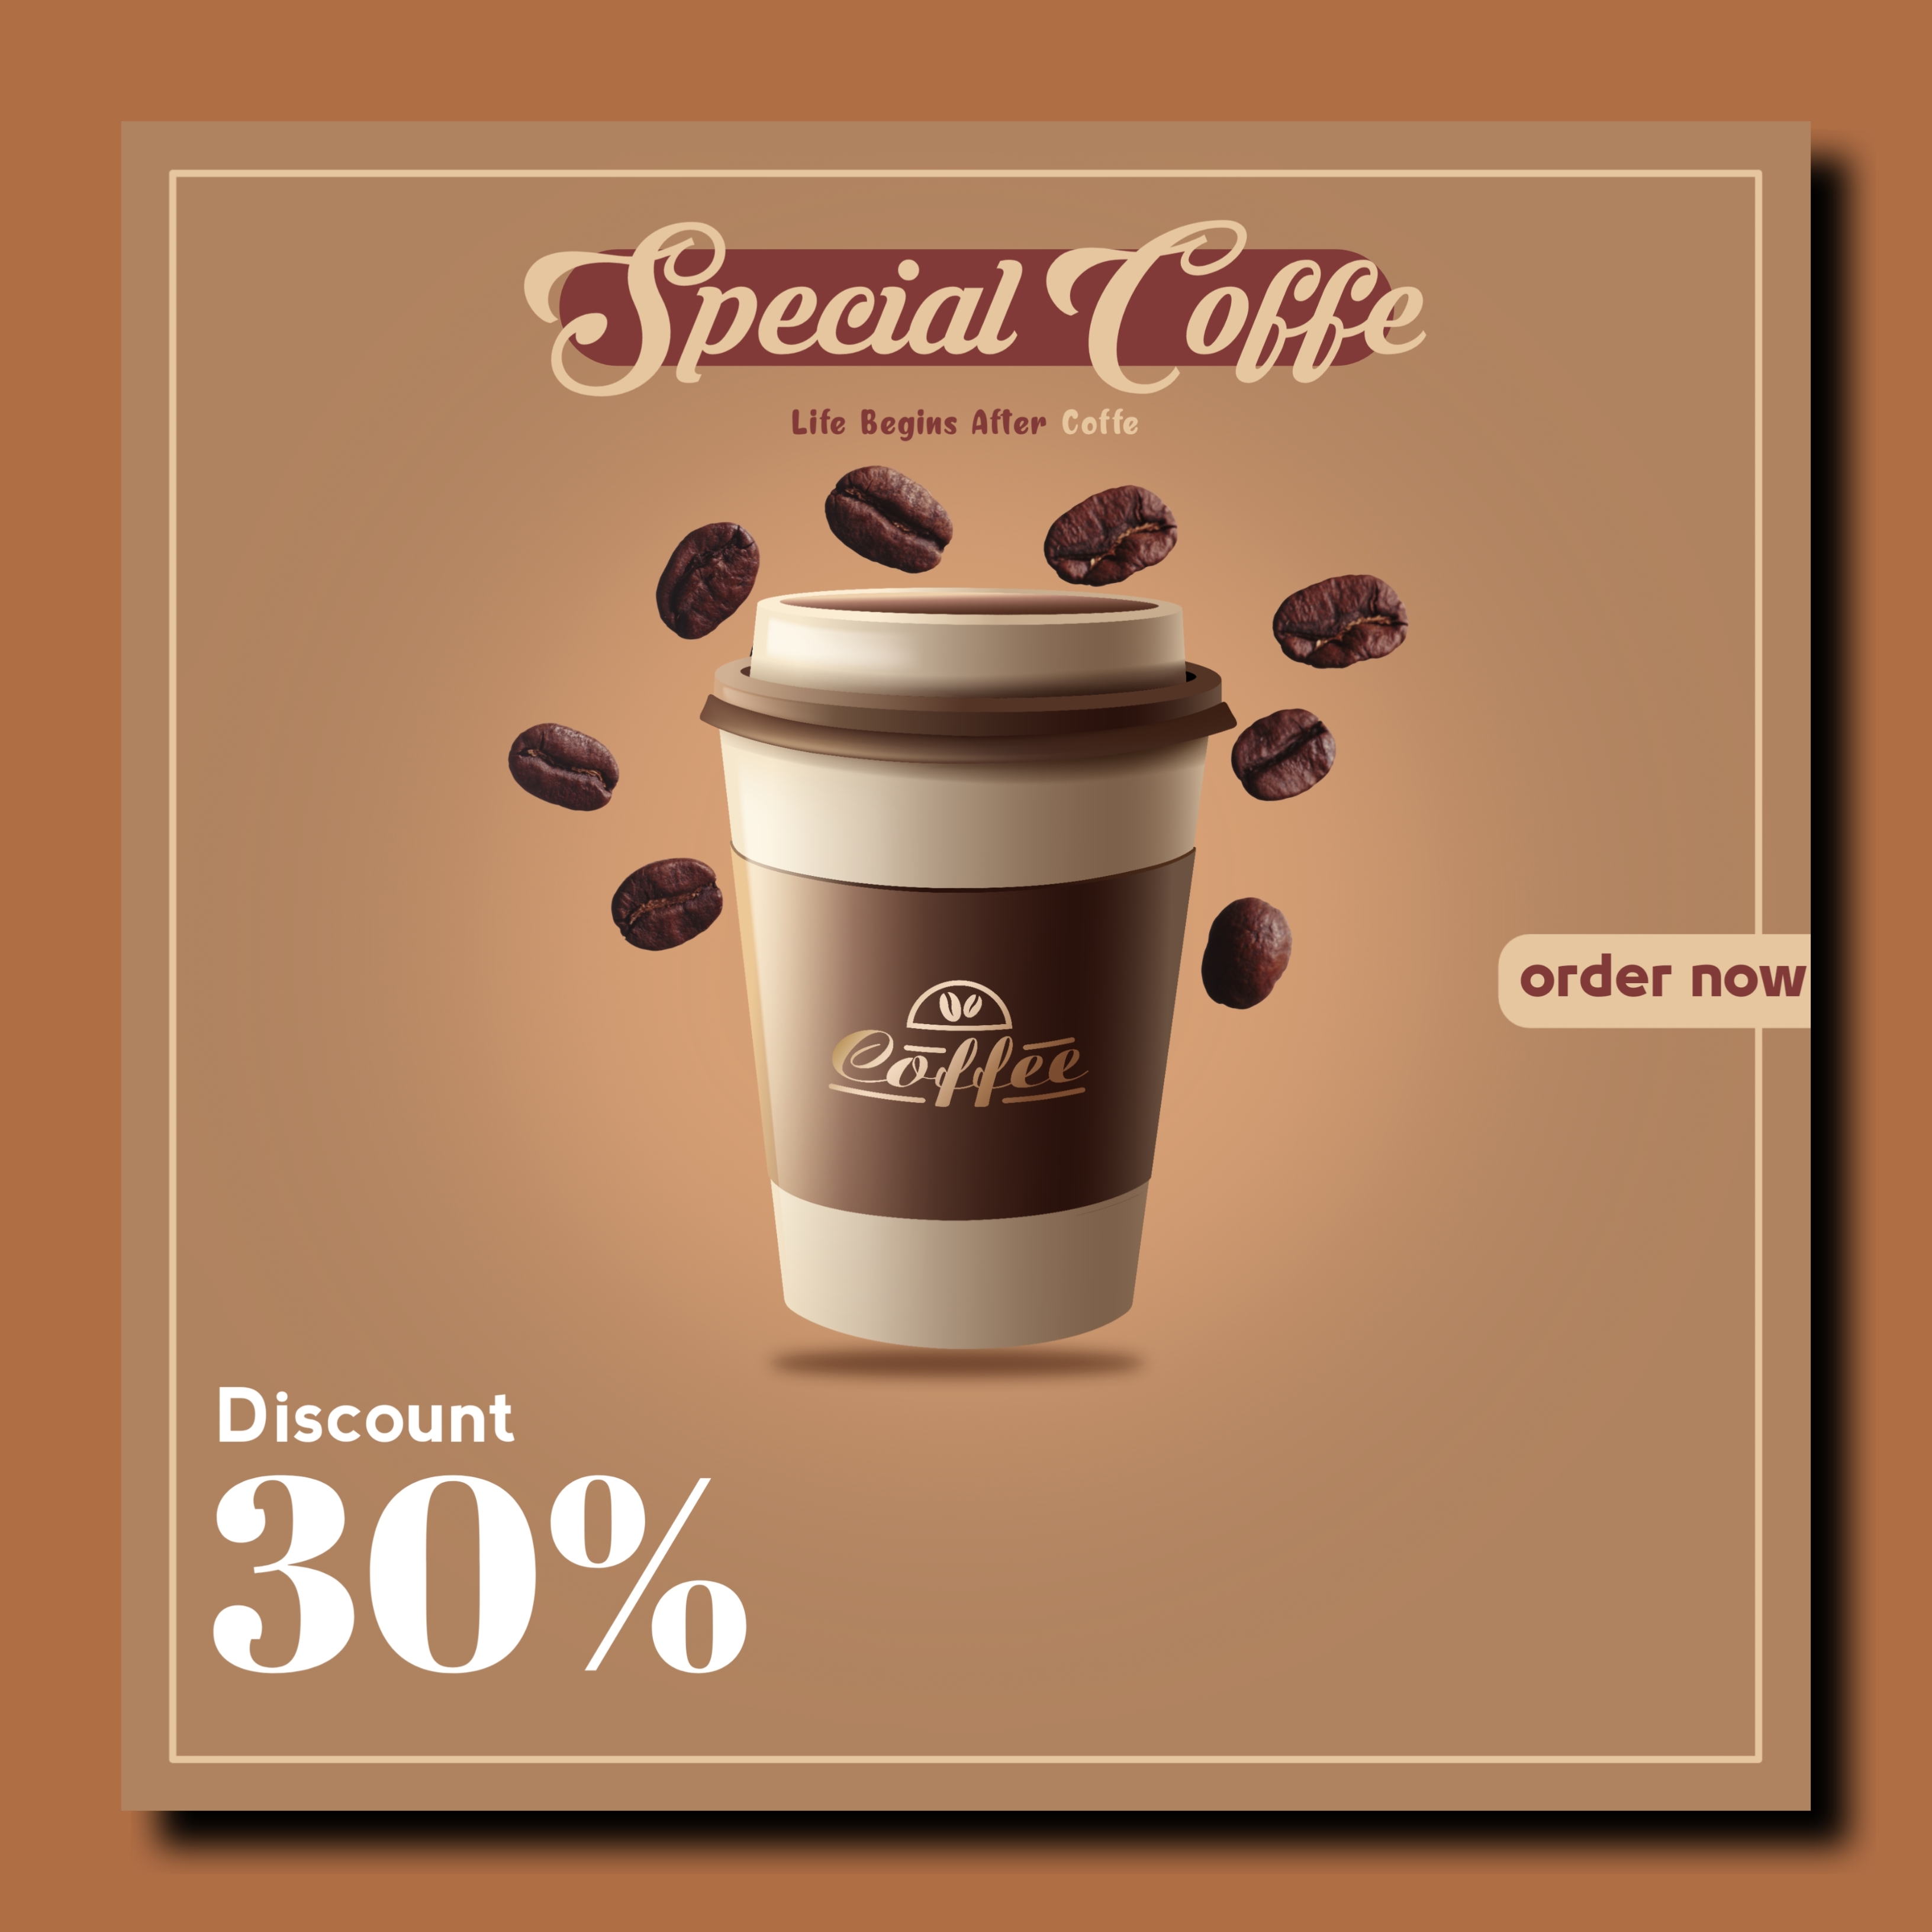 Special Coffe
Life Begins After Coffe
Coffee
order now
Discount
30%